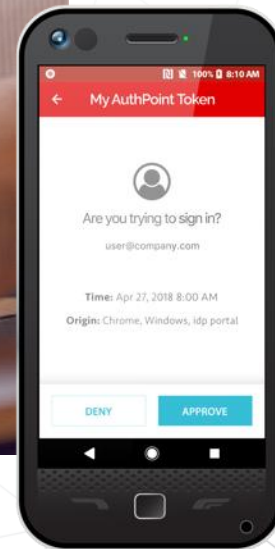 100% 8:10 AM
My AuthPoint Token
Are you trying to sign in?
user@company.com
Time: Apr 27, 2018 8:00 AM
Origin: Chrome, Windows, idp portal
DENY
APPROVE